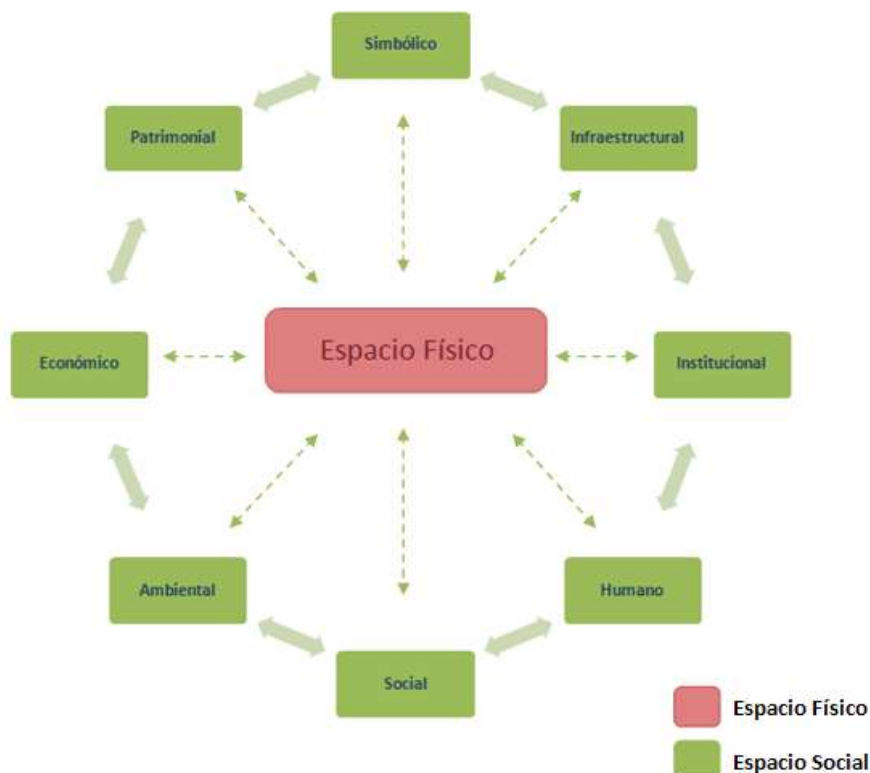 Simbólico
Patrimonial
Infraestructural
Espacio Físico
Económico
Institucional
Ambiental
Humano
Social
Espacio Físico
Espacio Social